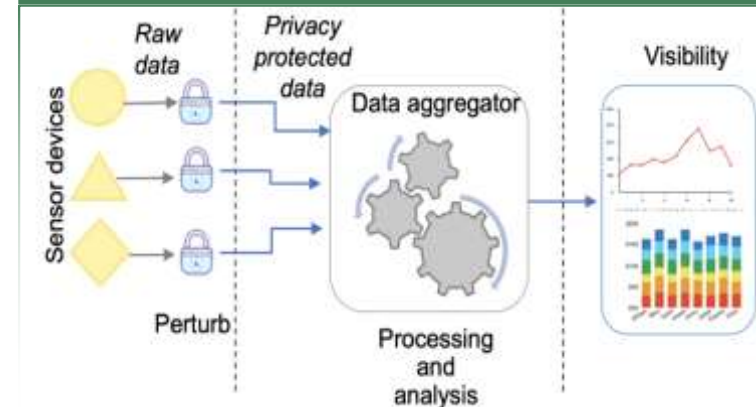 Raw
data
Privacy
protected
data
Visibility
Sensor devices
Data aggregator
Perturb
Processing
and
analysis